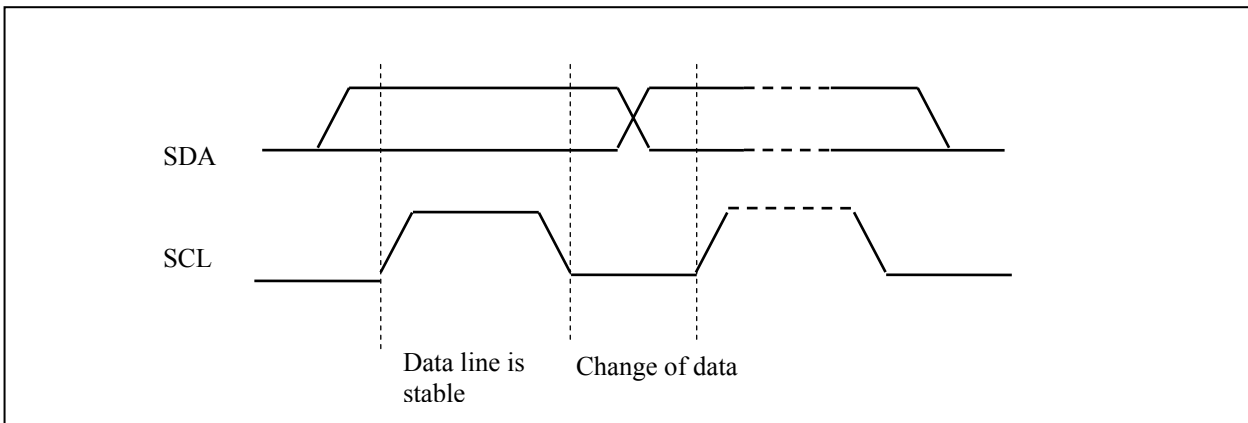 SDA
SCL
Data line is
stable
Change of data